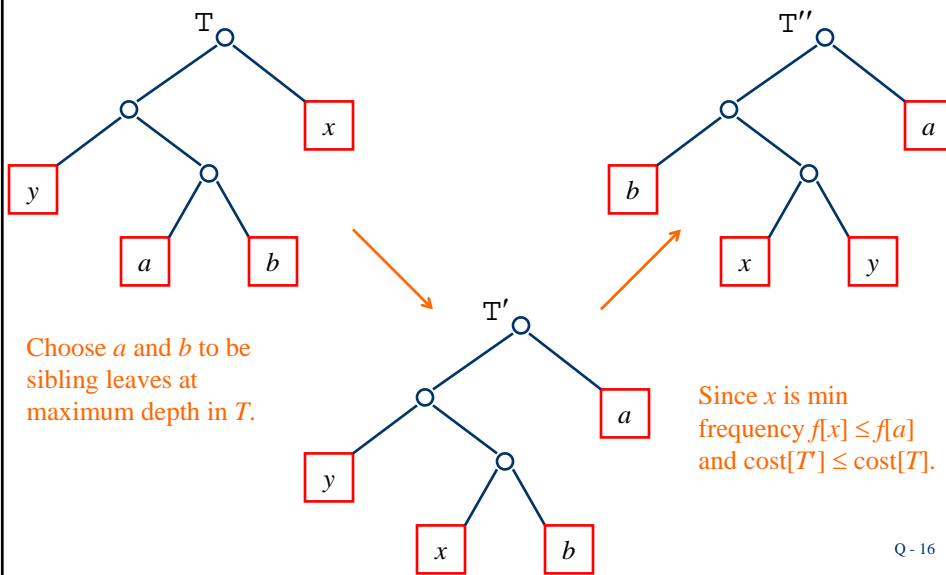 T
x
y
a b
Choose a and b to be
sibling leaves at
maximum depth in T.
T′
a
y
x b
T″
a
b
x y
Since x is min
frequency f[x] ≤ f[a]
and cost[T′] ≤ cost[T].
Q - 16